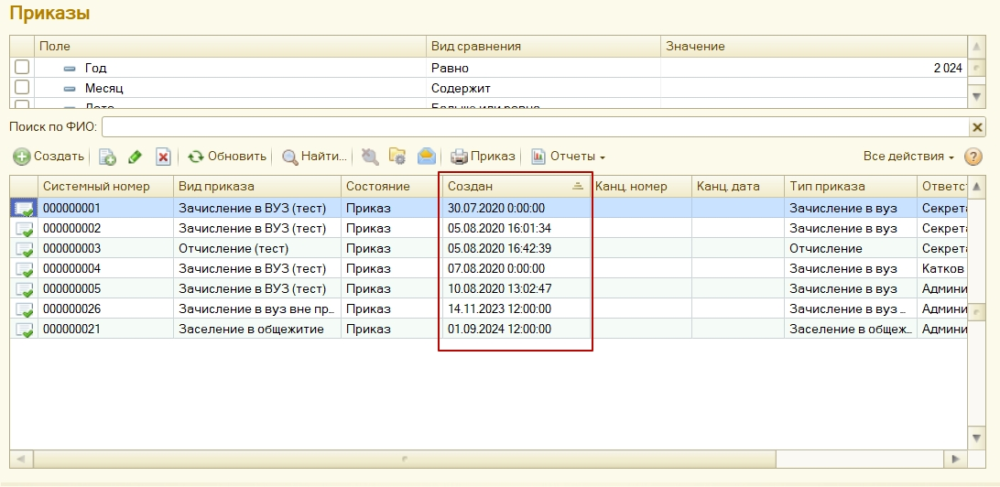 Приказы
Поле Вид сравнения Значение
Год Равно 2 024
Месяц Содержит
Дата Больше или равно
Поиск по ФИО:
Создать Обновить Найти... Приказ Отчеты Все действия
Системный номер Вид приказа Состояние Создан Канц. номер Канц. дата Тип приказа Ответст
000000001 Зачисление в ВУЗ (тест) Приказ 30.07.2020 0:00:00 Зачисление в вуз Секрета
000000002 Зачисление в ВУЗ (тест) Приказ 05.08.2020 16:01:34 Зачисление в вуз Секрета
000000003 Отчисление (тест) Приказ 05.08.2020 16:42:39 Отчисление Секрета
000000004 Зачисление в ВУЗ (тест) Приказ 07.08.2020 0:00:00 Зачисление в вуз Катков
000000005 Зачисление в ВУЗ (тест) Приказ 10.08.2020 13:02:47 Зачисление в вуз Админи
000000026 Зачисление в вуз вне пр... Приказ 14.11.2023 12:00:00 Зачисление в вуз ... Админи
000000021 Заселение в общежитие Приказ 01.09.2024 12:00:00 Заселение в общеж... Админи